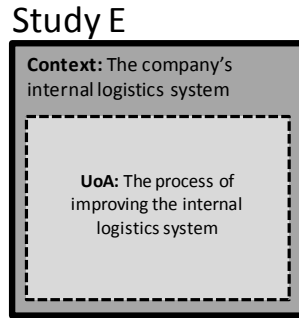 Study E
Context: The company's
internal logistics system
UoA: The process of
improving the internal
logistics system